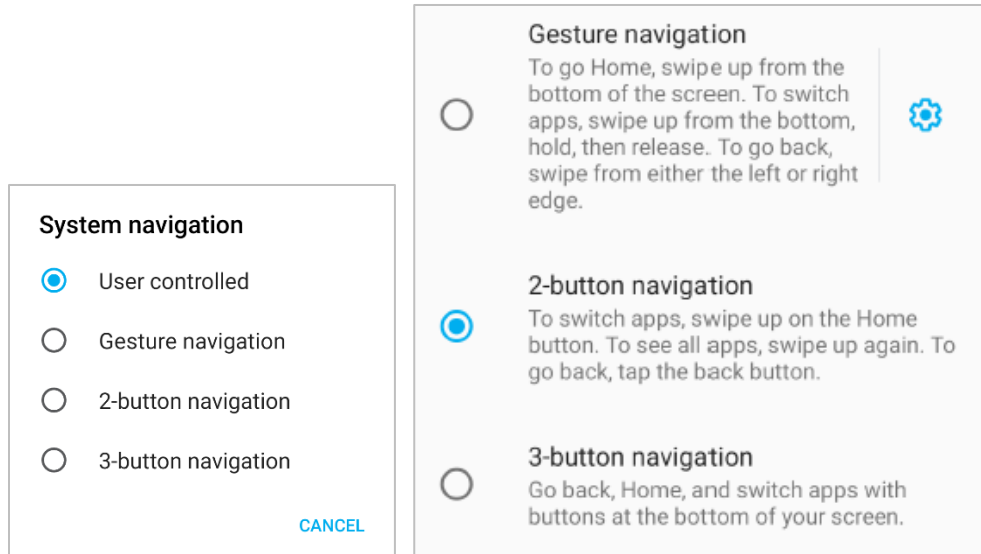 System navigation
User controlled
Gesture navigation
2-button navigation
3-button navigation
CANCEL
Gesture navigation
To go Home, swipe up from the
bottom of the screen. To switch
apps, swipe up from the bottom,
hold, then release. To go back,
swipe from either the left or right
edge.
2-button navigation
To switch apps, swipe up on the Home
button. To see all apps, swipe up again. To
go back, tap the back button.
3-button navigation
Go back, Home, and switch apps with
buttons at the bottom of your screen.